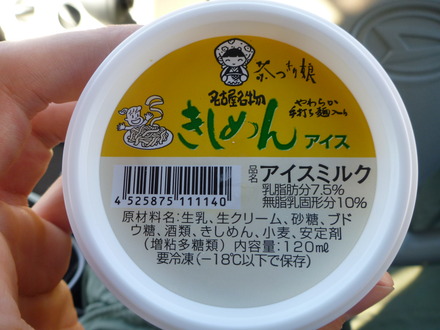 茶つみり娘
名古屋名物の
きしめん アイス
やわらか
手打ち麺入り
品名 アイスミルク
乳脂肪分7.5%
無脂乳固形分10%
4 525875 111140
原材料名:生乳、生クリーム、砂糖、ブド
ウ糖、酒類、きしめん、小麦、安定剤
(増粘多糖類) 内容量:120mℓ
要冷凍(−18℃以下で保存)